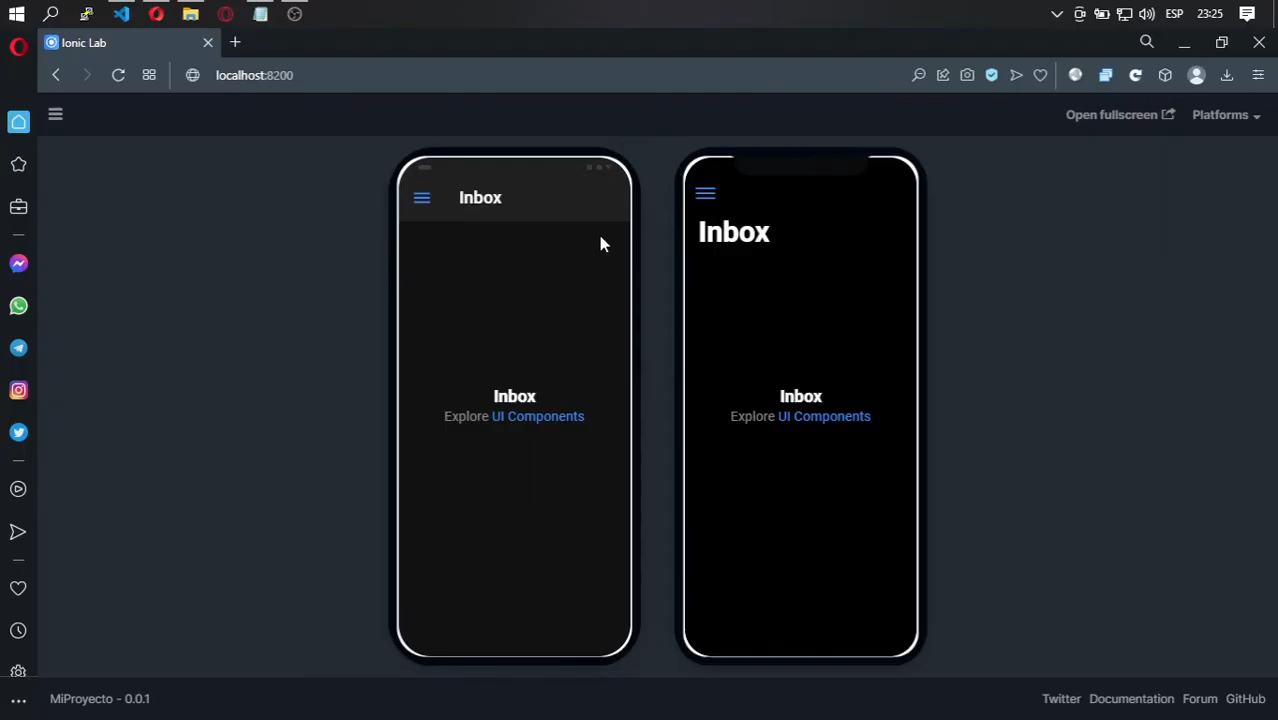 ESP 23:25
Ionic Lab
localhost:8200
Open fullscreen Platforms
Inbox
Inbox
Explore UI Components
Inbox
Inbox
Explore UI Components
MiProyecto - 0.0.1
Twitter Documentation Forum GitHub